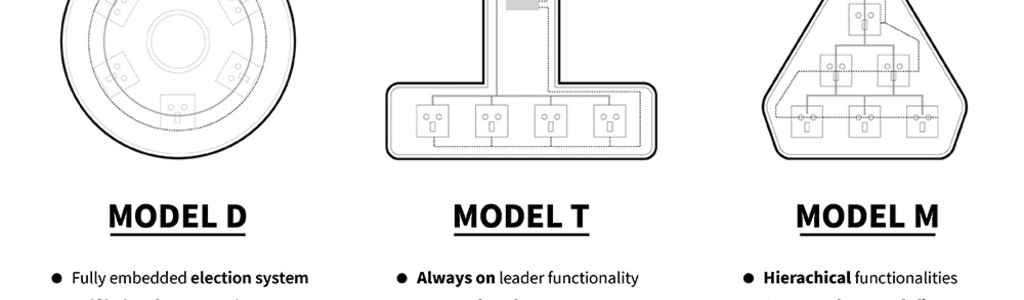 MODEL D
MODEL T
MODEL M
● Fully embedded election system
● Always on leader functionality
● Hierachical functionalities